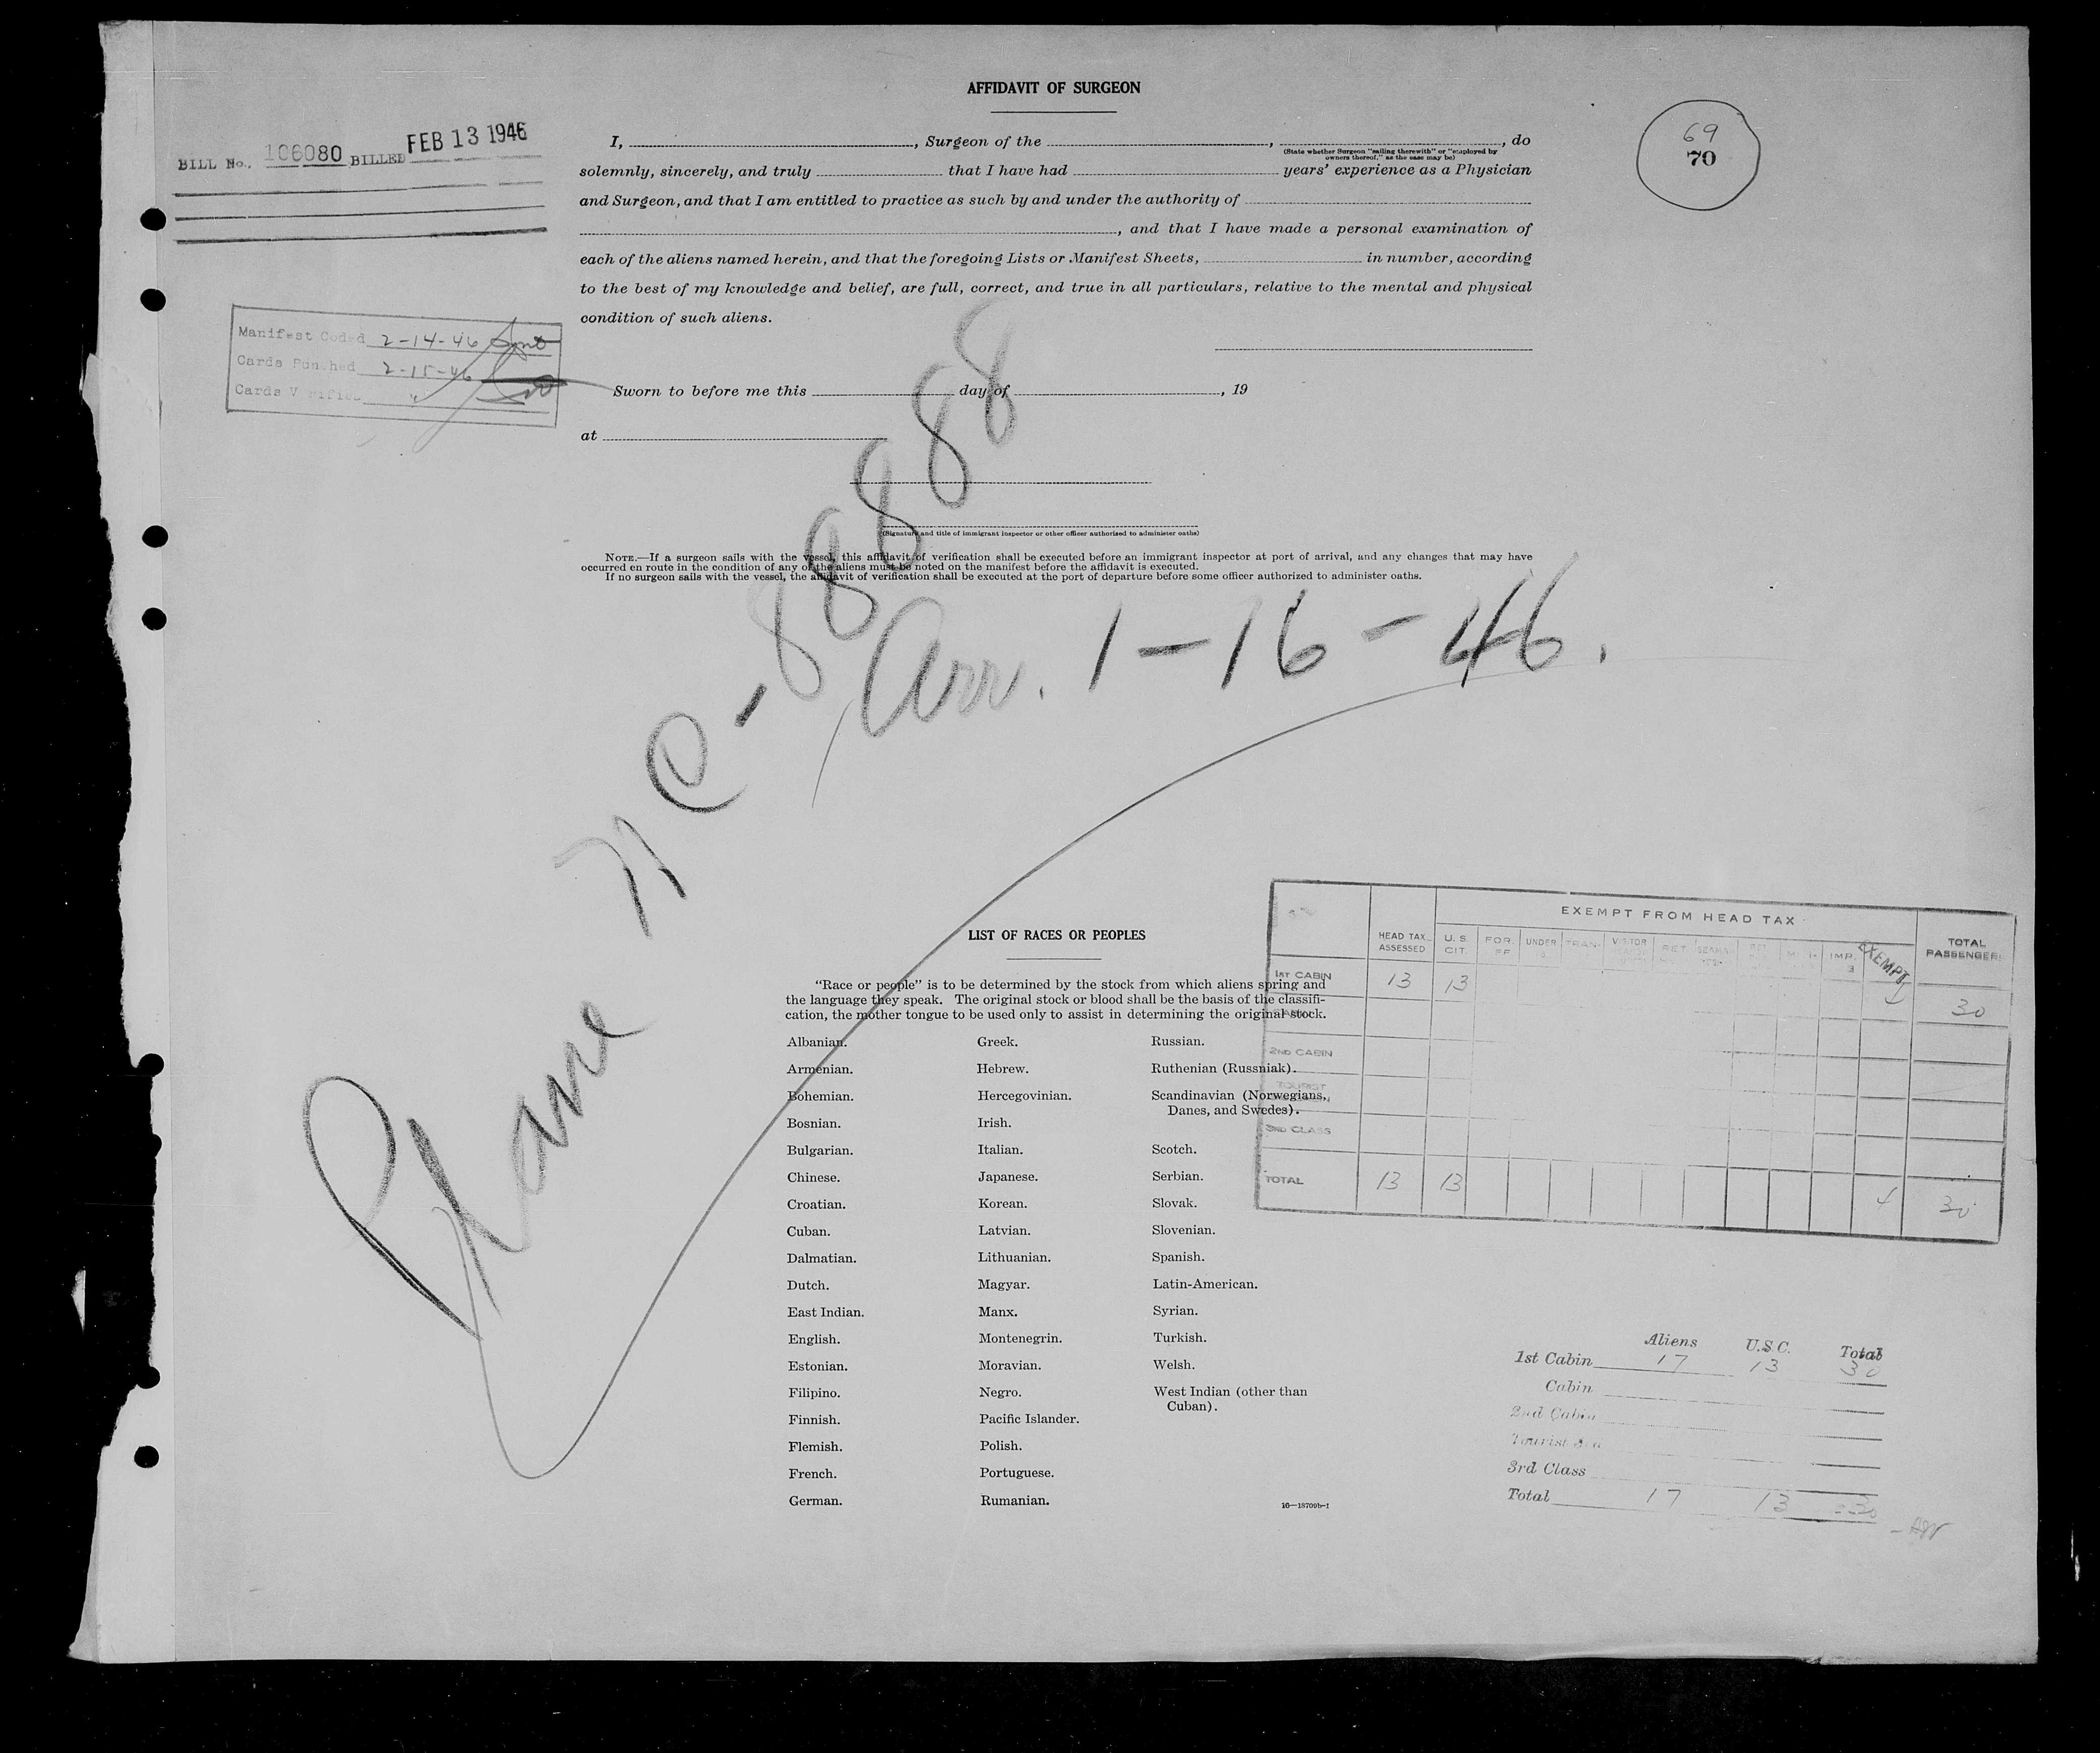 AFFIDAVIT OF SURGEON
BILL No. 106080 BILLED FEB 13 1946
69
70
I, , Surgeon of the , , do
(State whether Surgeon "sailing therewith" or "employed by
owners thereof," as the case may be)
solemnly, sincerely, and truly that I have had years' experience as a Physician
and Surgeon, and that I am entitled to practice as such by and under the authority of
, and that I have made a personal examination of
each of the aliens named herein, and that the foregoing Lists or Manifest Sheets, in number, according
to the best of my knowledge and belief, are full, correct, and true in all particulars, relative to the mental and physical
condition of such aliens.
Manifest Coded 2-14-46
Cards Punched 2-15-46
Cards Verified "
Sworn to before me this day of , 19
at
(Signature and title of immigrant inspector or other officer authorized to administer oaths)
NOTE.—If a surgeon sails with the vessel, this affidavit of verification shall be executed before an immigrant inspector at port of arrival, and any changes that may have
occurred en route in the condition of any of the aliens must be noted on the manifest before the affidavit is executed.
If no surgeon sails with the vessel, the affidavit of verification shall be executed at the port of departure before some officer authorized to administer oaths.
Plane NC-88888
Arr. 1-16-46.
LIST OF RACES OR PEOPLES
"Race or people" is to be determined by the stock from which aliens spring and
the language they speak. The original stock or blood shall be the basis of the classifi-
cation, the mother tongue to be used only to assist in determining the original stock.
Albanian. Greek. Russian.
Armenian. Hebrew. Ruthenian (Russniak).
Bohemian. Hercegovinian. Scandinavian (Norwegians,
Danes, and Swedes).
Bosnian. Irish.
Bulgarian. Italian. Scotch.
Chinese. Japanese. Serbian.
Croatian. Korean. Slovak.
Cuban. Latvian. Slovenian.
Dalmatian. Lithuanian. Spanish.
Dutch. Magyar. Latin-American.
East Indian. Manx. Syrian.
English. Montenegrin. Turkish.
Estonian. Moravian. Welsh.
Filipino. Negro. West Indian (other than
Cuban).
Finnish. Pacific Islander.
Flemish. Polish.
French. Portuguese.
German. Rumanian.
16—18709b-1
EXEMPT FROM HEAD TAX
HEAD TAX ASSESSED U.S. CIT. FOR. UNDER TRAN- VISITOR RET IMP. EXEMPT TOTAL PASSENGERS
1ST CABIN 13 13 4 30
2ND CABIN
TOURIST
3RD CLASS
TOTAL 13 13 4 30
Aliens U.S.C. Total
1st Cabin 17 13 30
Cabin
2nd Cabin
Tourist
3rd Class
Total 17 13 30